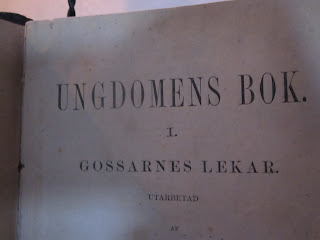 UNGDOMENS BOK.
I.
GOSSARNES LEKAR.
UTARBETAD
AF